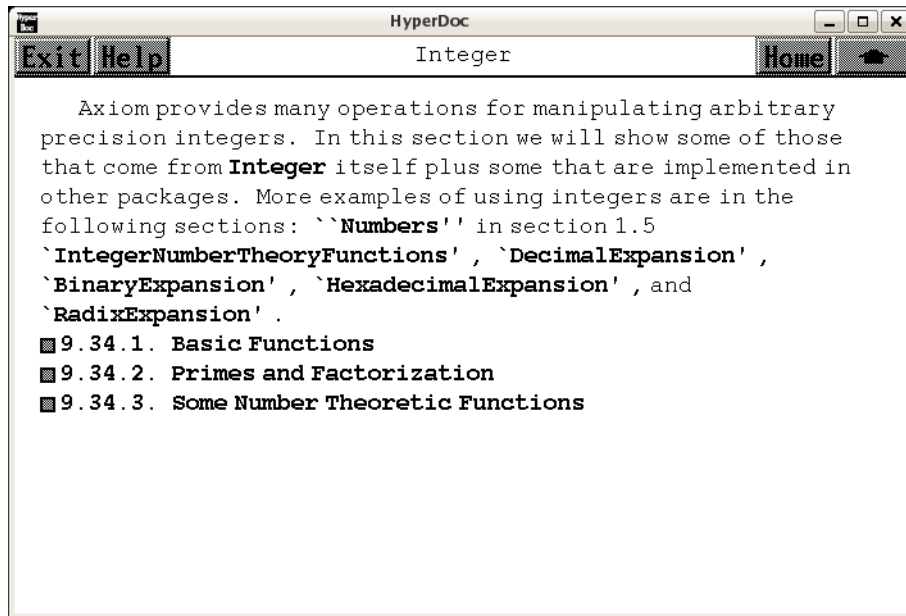 Hyper Doc
HyperDoc
Exit Help Integer Home
Axiom provides many operations for manipulating arbitrary
precision integers. In this section we will show some of those
that come from Integer itself plus some that are implemented in
other packages. More examples of using integers are in the
following sections: ``Numbers'' in section 1.5
`IntegerNumberTheoryFunctions' , `DecimalExpansion' ,
`BinaryExpansion' , `HexadecimalExpansion' , and
`RadixExpansion' .
9.34.1. Basic Functions
9.34.2. Primes and Factorization
9.34.3. Some Number Theoretic Functions